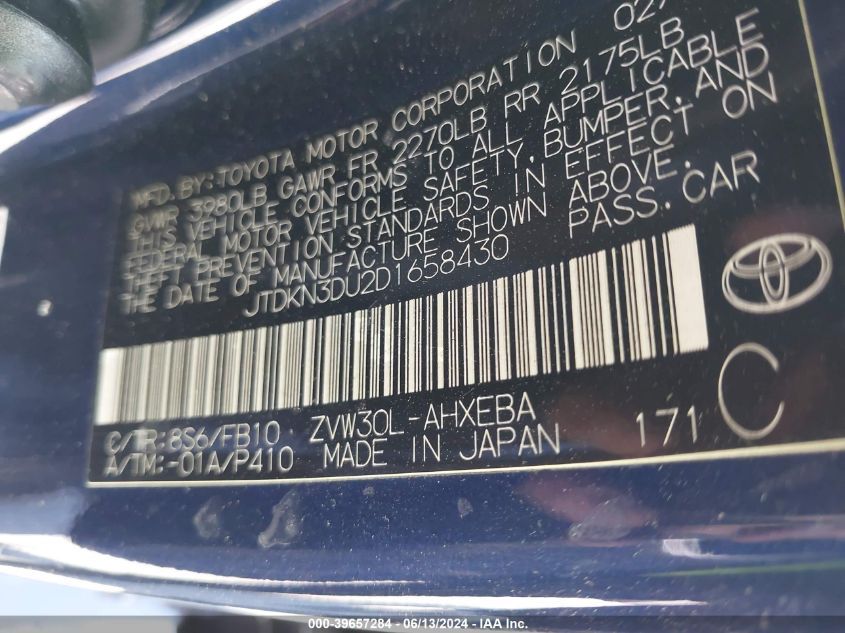 MFD. BY: TOYOTA MOTOR CORPORATION 027
GVWR 3980LB GAWR FR 2270LB RR 2175LB
THIS VEHICLE CONFORMS TO ALL APPLICABLE
FEDERAL MOTOR VEHICLE SAFETY, BUMPER, AND
THEFT PREVENTION STANDARDS IN EFFECT ON
THE DATE OF MANUFACTURE SHOWN ABOVE.
JTDKN3DU2D1658430 PASS. CAR
C/TR: 8S6/FB10 ZVW30L-AHXEBA 171 C
A/TM: -01A/P410 MADE IN JAPAN
000-39657284 - 06/13/2024 - IAA Inc.